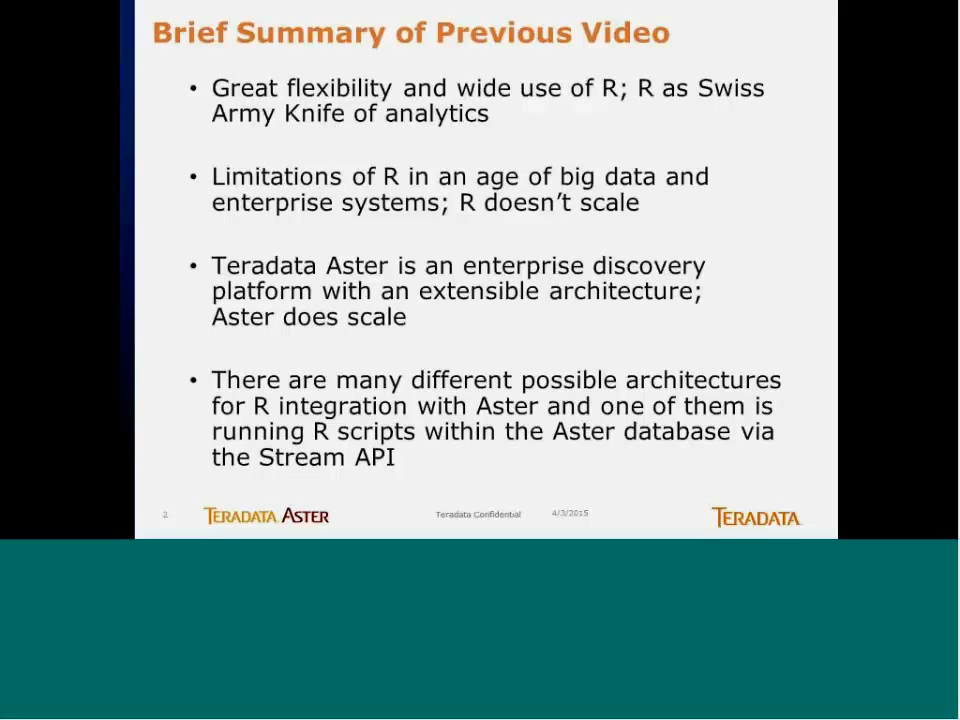 Brief Summary of Previous Video
• Great flexibility and wide use of R; R as Swiss
Army Knife of analytics
• Limitations of R in an age of big data and
enterprise systems; R doesn’t scale
• Teradata Aster is an enterprise discovery
platform with an extensible architecture;
Aster does scale
• There are many different possible architectures
for R integration with Aster and one of them is
running R scripts within the Aster database via
the Stream API
2 TERADATA ASTER Teradata Confidential 4/3/2015 TERADATA